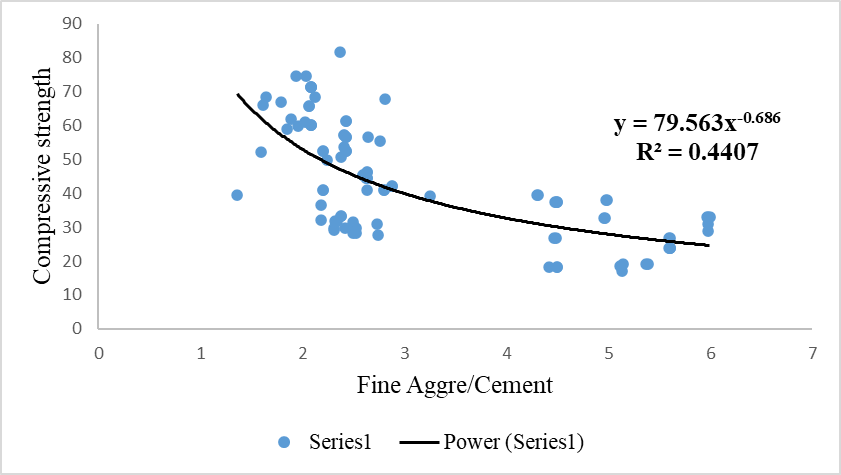 90
80
70
60
50
40
30
20
10
0
Compressive strength
y = 79.563x⁻⁰·⁶⁸⁶
R² = 0.4407
0 1 2 3 4 5 6 7
Fine Aggre/Cement
Series1 Power (Series1)